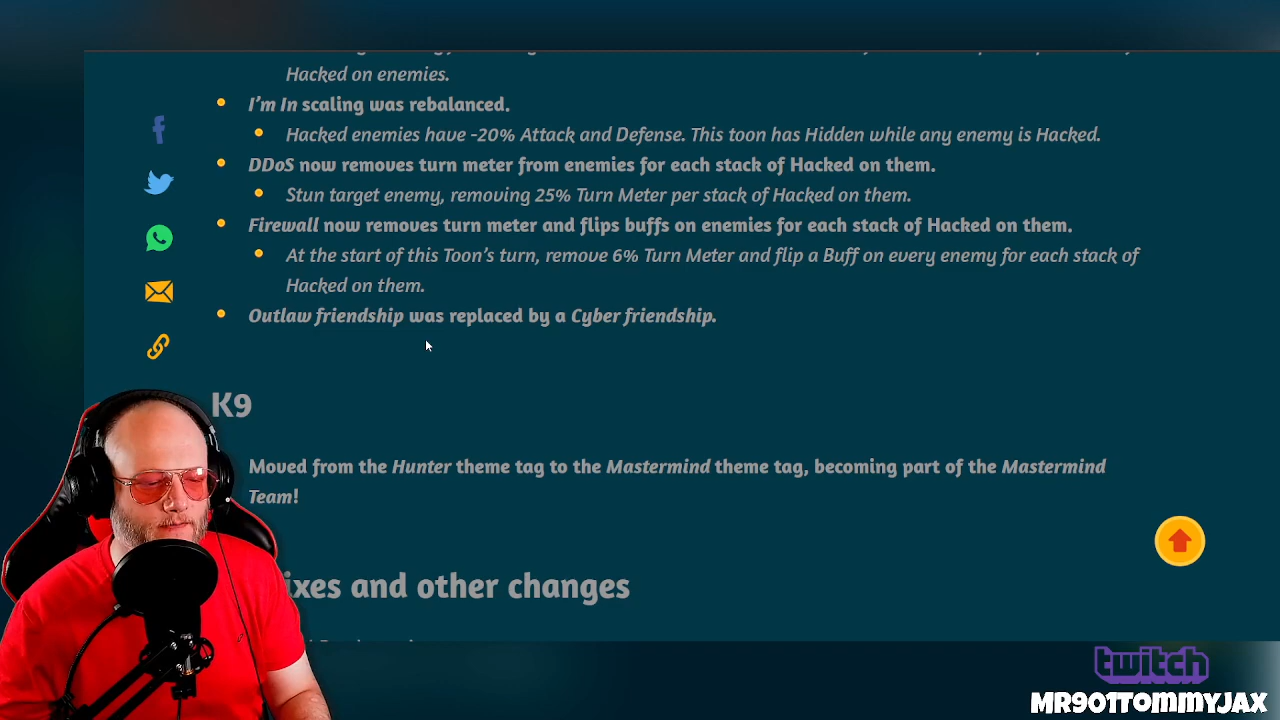 Hacked on enemies.
I'm In scaling was rebalanced.
Hacked enemies have -20% Attack and Defense. This toon has Hidden while any enemy is Hacked.
DDoS now removes turn meter from enemies for each stack of Hacked on them.
Stun target enemy, removing 25% Turn Meter per stack of Hacked on them.
Firewall now removes turn meter and flips buffs on enemies for each stack of Hacked on them.
At the start of this Toon's turn, remove 6% Turn Meter and flip a Buff on every enemy for each stack of
Hacked on them.
Outlaw friendship was replaced by a Cyber friendship.
K9
Moved from the Hunter theme tag to the Mastermind theme tag, becoming part of the Mastermind
Team!
ixes and other changes
twitch
MR901TOMMYJAX